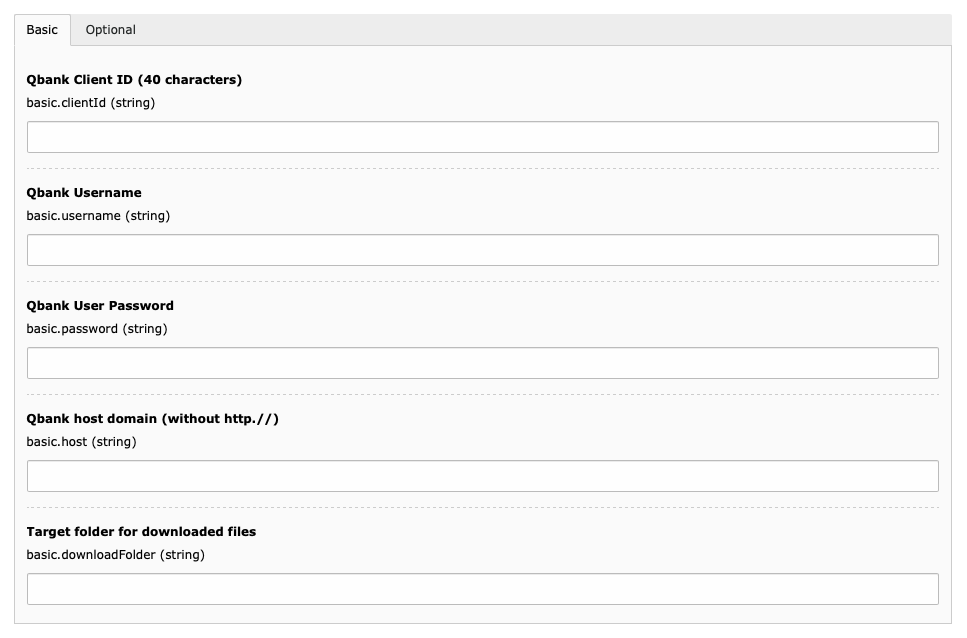 Basic Optional
Qbank Client ID (40 characters)
basic.clientId (string)
Qbank Username
basic.username (string)
Qbank User Password
basic.password (string)
Qbank host domain (without http.//)
basic.host (string)
Target folder for downloaded files
basic.downloadFolder (string)